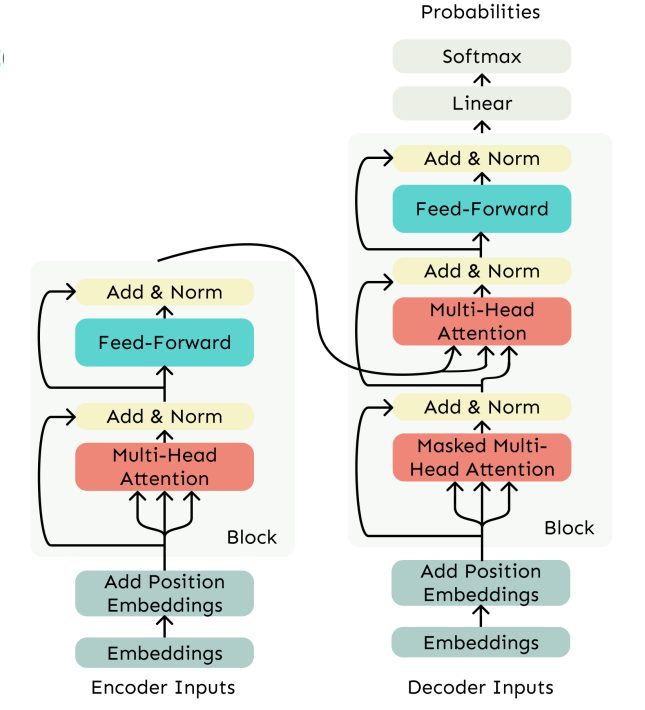 Probabilities
Softmax
Linear
Add & Norm
Feed-Forward
Add & Norm
Multi-Head
Attention
Add & Norm
Masked Multi-
Head Attention
Block
Add Position
Embeddings
Embeddings
Decoder Inputs
Add & Norm
Feed-Forward
Add & Norm
Multi-Head
Attention
Block
Add Position
Embeddings
Embeddings
Encoder Inputs